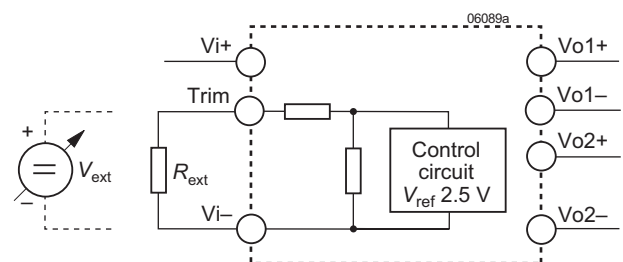 06089a
Vi+
Vo1+
Trim
Vo1–
+
Vext
–
Rext
Control
circuit
Vref 2.5 V
Vo2+
Vi–
Vo2–